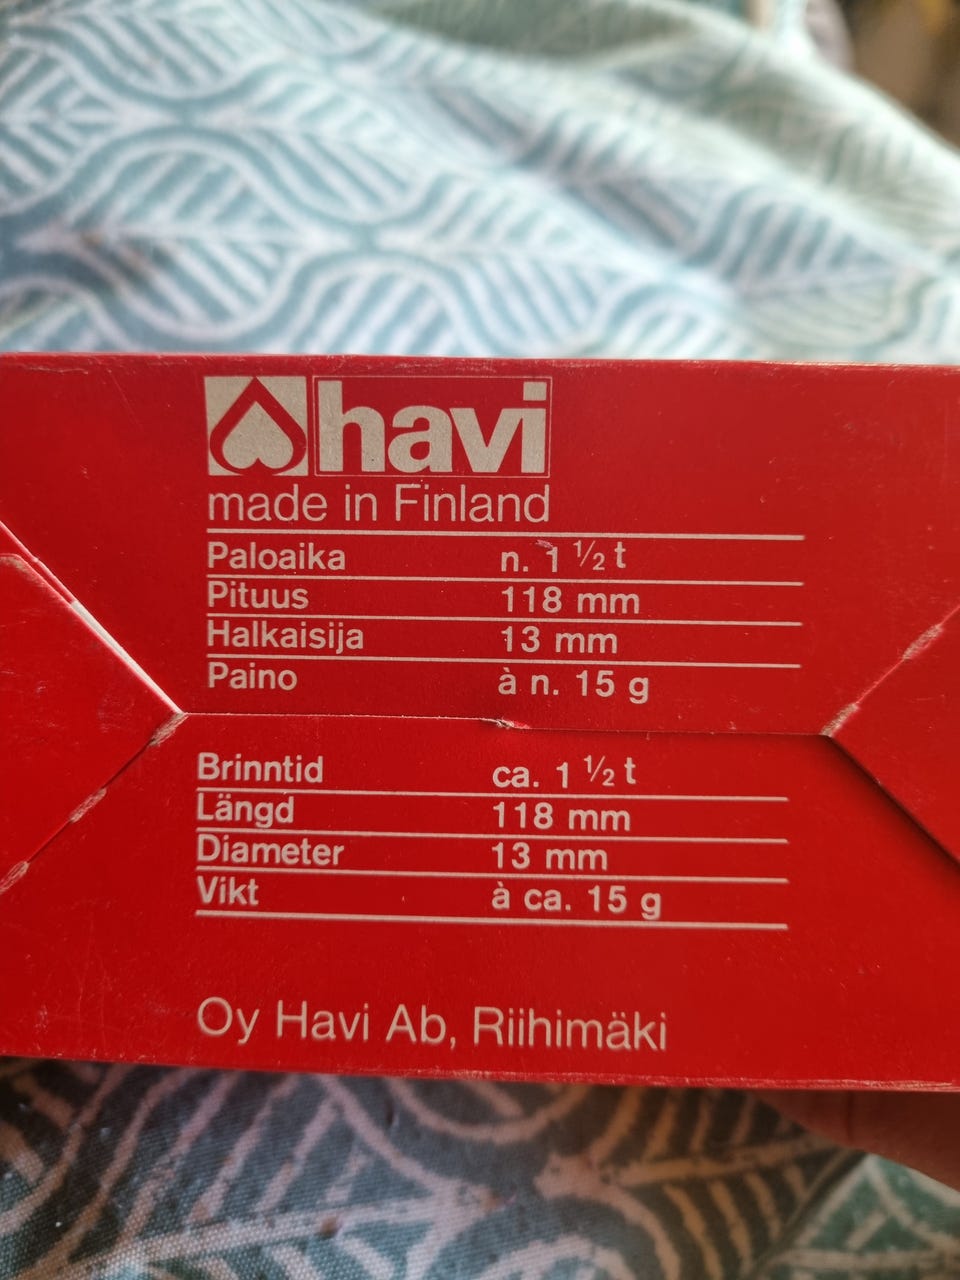 havi
made in Finland
Paloaika n. 1 ½ t
Pituus 118 mm
Halkaisija 13 mm
Paino à n. 15 g
Brinntid ca. 1 ½ t
Längd 118 mm
Diameter 13 mm
Vikt à ca. 15 g
Oy Havi Ab, Riihimäki